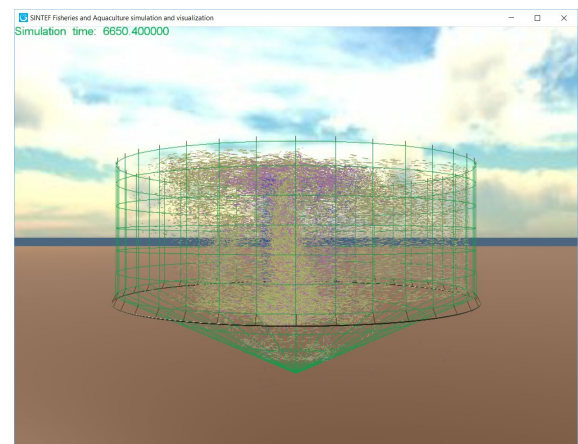 SINTEF Fisheries and Aquaculture simulation and visualization
Simulation time: 6650.400000